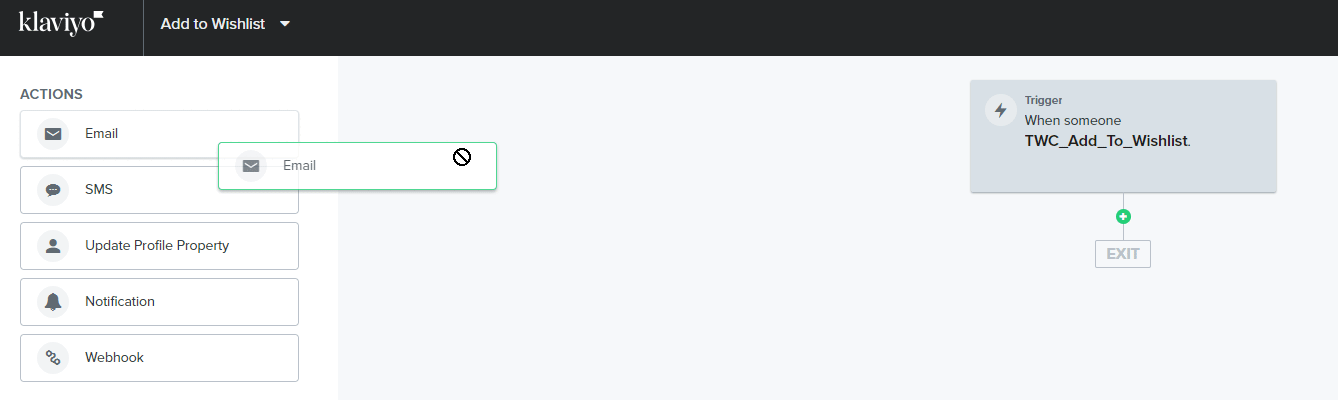 klaviyo
Add to Wishlist
ACTIONS
Email
Email
SMS
Update Profile Property
Notification
Webhook
Trigger
When someone
TWC_Add_To_Wishlist.
EXIT